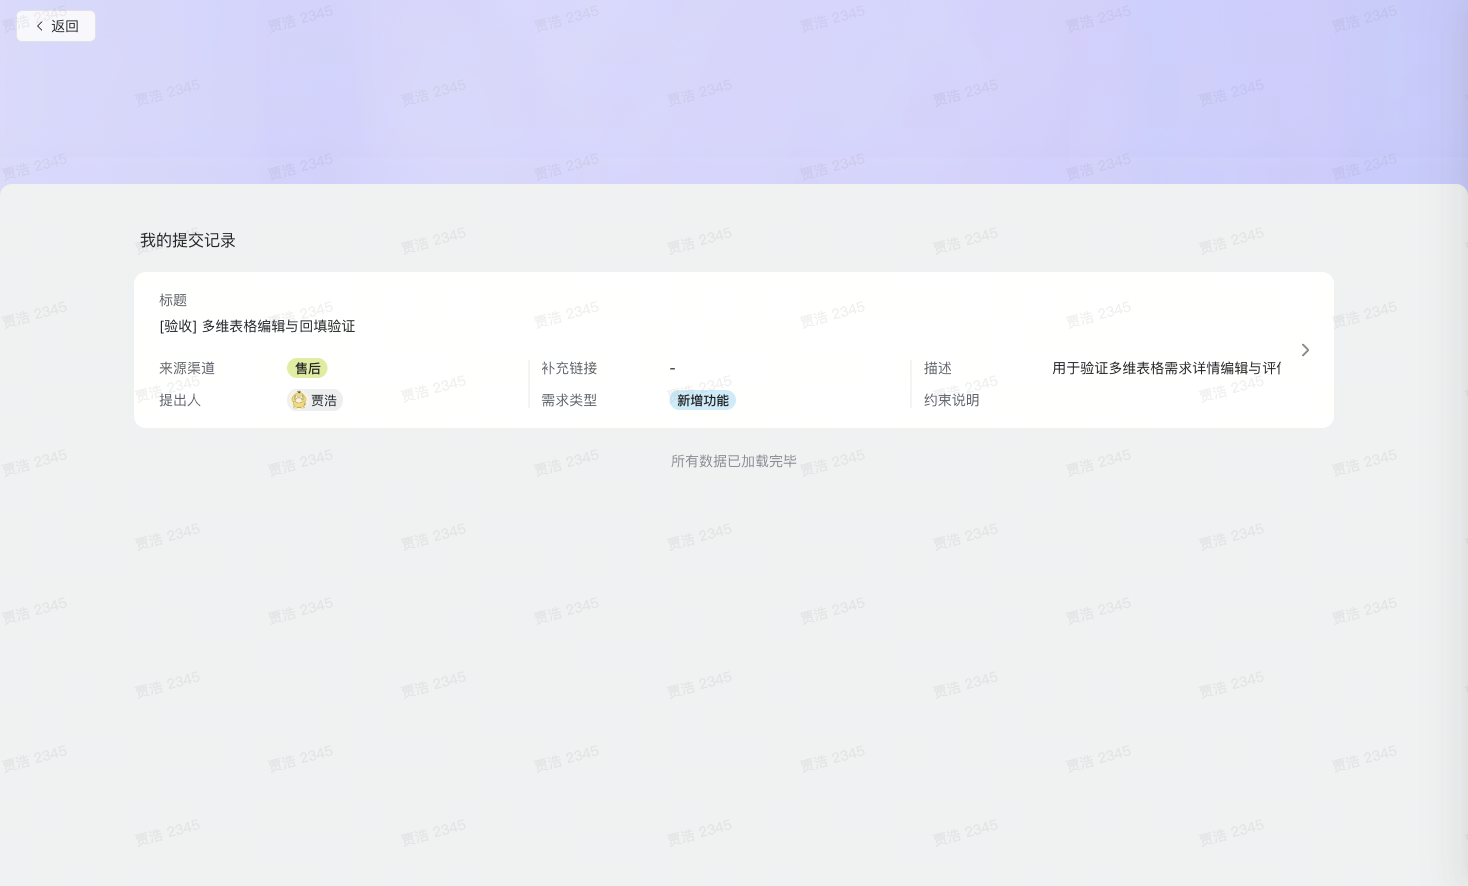 返回
我的提交记录
标题
[验收] 多维表格编辑与回填验证
来源渠道 售后 补充链接 - 描述 用于验证多维表格需求详情编辑与评
提出人 贾浩 需求类型 新增功能 约束说明
所有数据已加载完毕
贾浩 2345